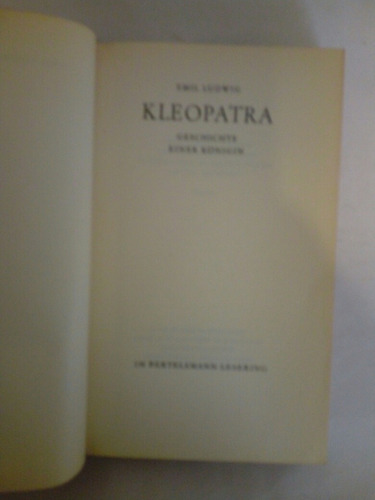 EMIL LUDWIG
KLEOPATRA
GESCHICHTE
EINER KÖNIGIN
IM BERTELSMANN LESERING